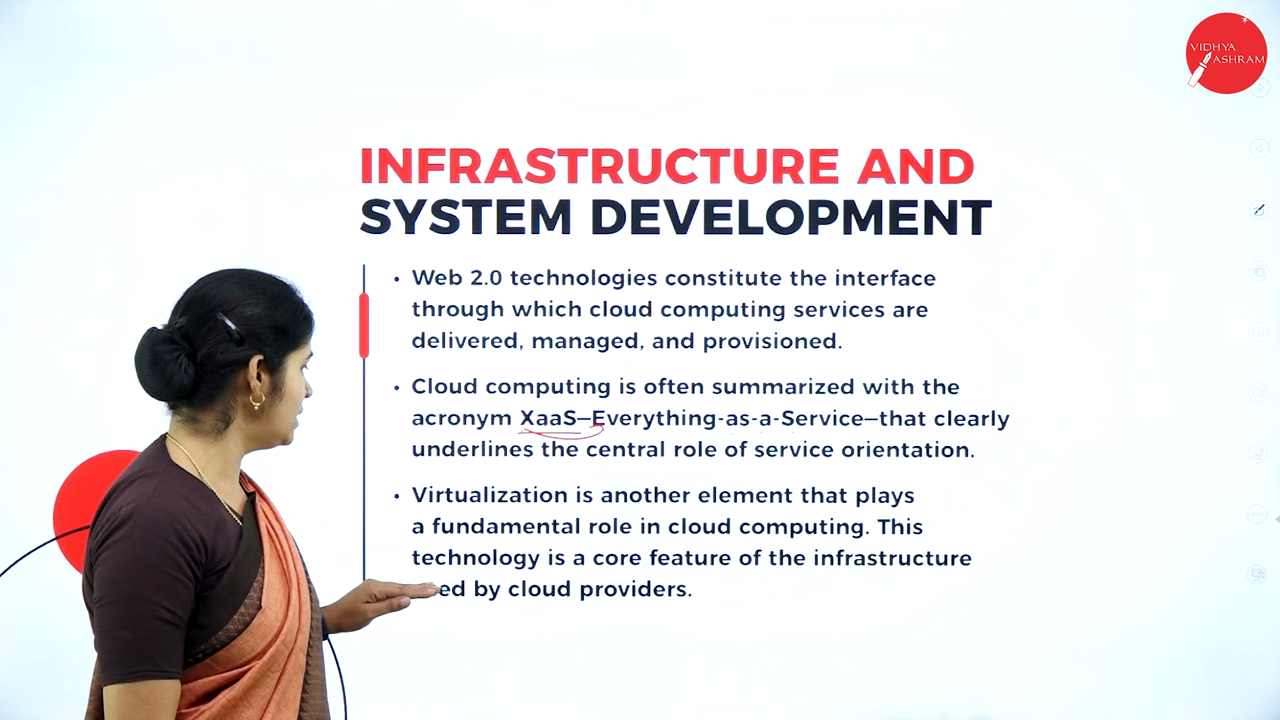 VIDHYA
ASHRAM
INFRASTRUCTURE AND
SYSTEM DEVELOPMENT
• Web 2.0 technologies constitute the interface
through which cloud computing services are
delivered, managed, and provisioned.
• Cloud computing is often summarized with the
acronym XaaS—Everything-as-a-Service—that clearly
underlines the central role of service orientation.
• Virtualization is another element that plays
a fundamental role in cloud computing. This
technology is a core feature of the infrastructure
ed by cloud providers.